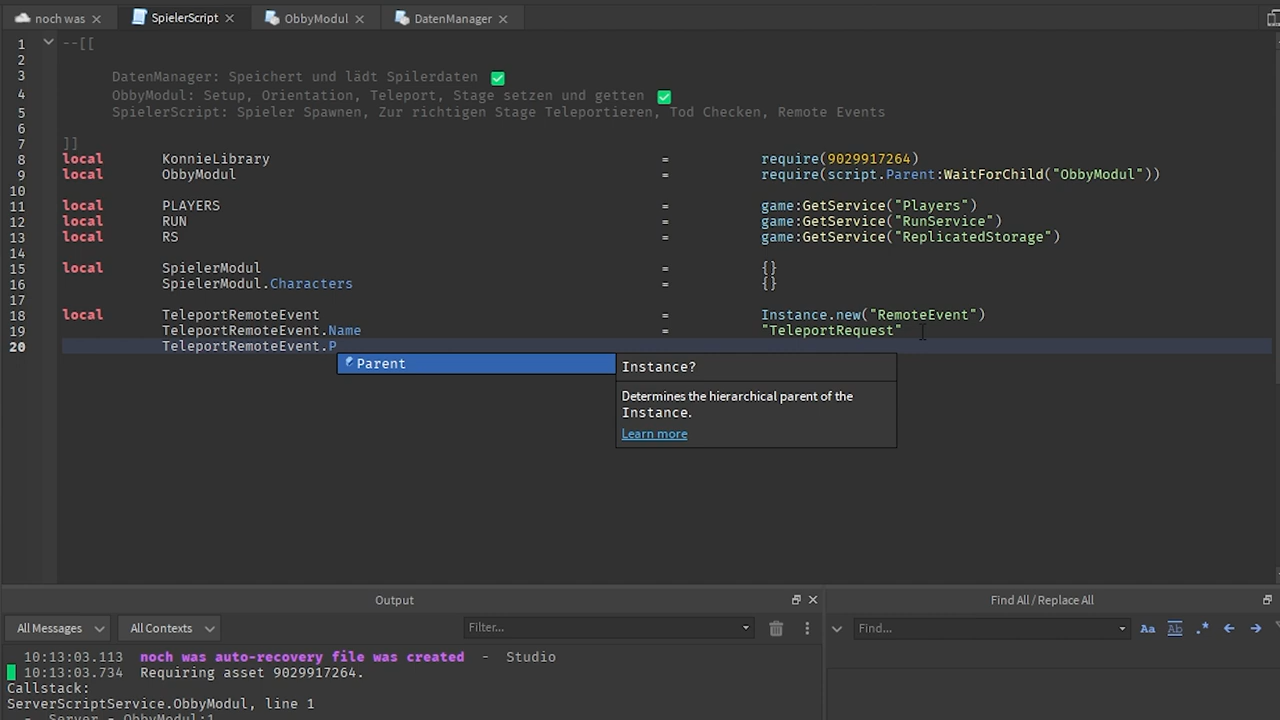 noch was
SpielerScript
ObbyModul
DatenManager
1 --[[
2
3 DatenManager: Speichert und lädt Spilerdaten ✅
4 ObbyModul: Setup, Orientation, Teleport, Stage setzen und getten ✅
5 SpielerScript: Spieler Spawnen, Zur richtigen Stage Teleportieren, Tod Checken, Remote Events
6
7 ]]
8 local KonnieLibrary = require(9029917264)
9 local ObbyModul = require(script.Parent:WaitForChild("ObbyModul"))
10
11 local PLAYERS = game:GetService("Players")
12 local RUN = game:GetService("RunService")
13 local RS = game:GetService("ReplicatedStorage")
14
15 local SpielerModul = {}
16 SpielerModul.Characters = {}
17
18 local TeleportRemoteEvent = Instance.new("RemoteEvent")
19 TeleportRemoteEvent.Name = "TeleportRequest"
20 TeleportRemoteEvent.P
Parent
Instance?
Determines the hierarchical parent of the
Instance.
Learn more
Output
Find All / Replace All
All Messages
All Contexts
Filter...
Find...
Aa
Ab
.*
10:13:03.113 noch was auto-recovery file was created - Studio
10:13:03.734 Requiring asset 9029917264.
Callstack:
ServerScriptService.ObbyModul, line 1
- Server - ObbyModul:1